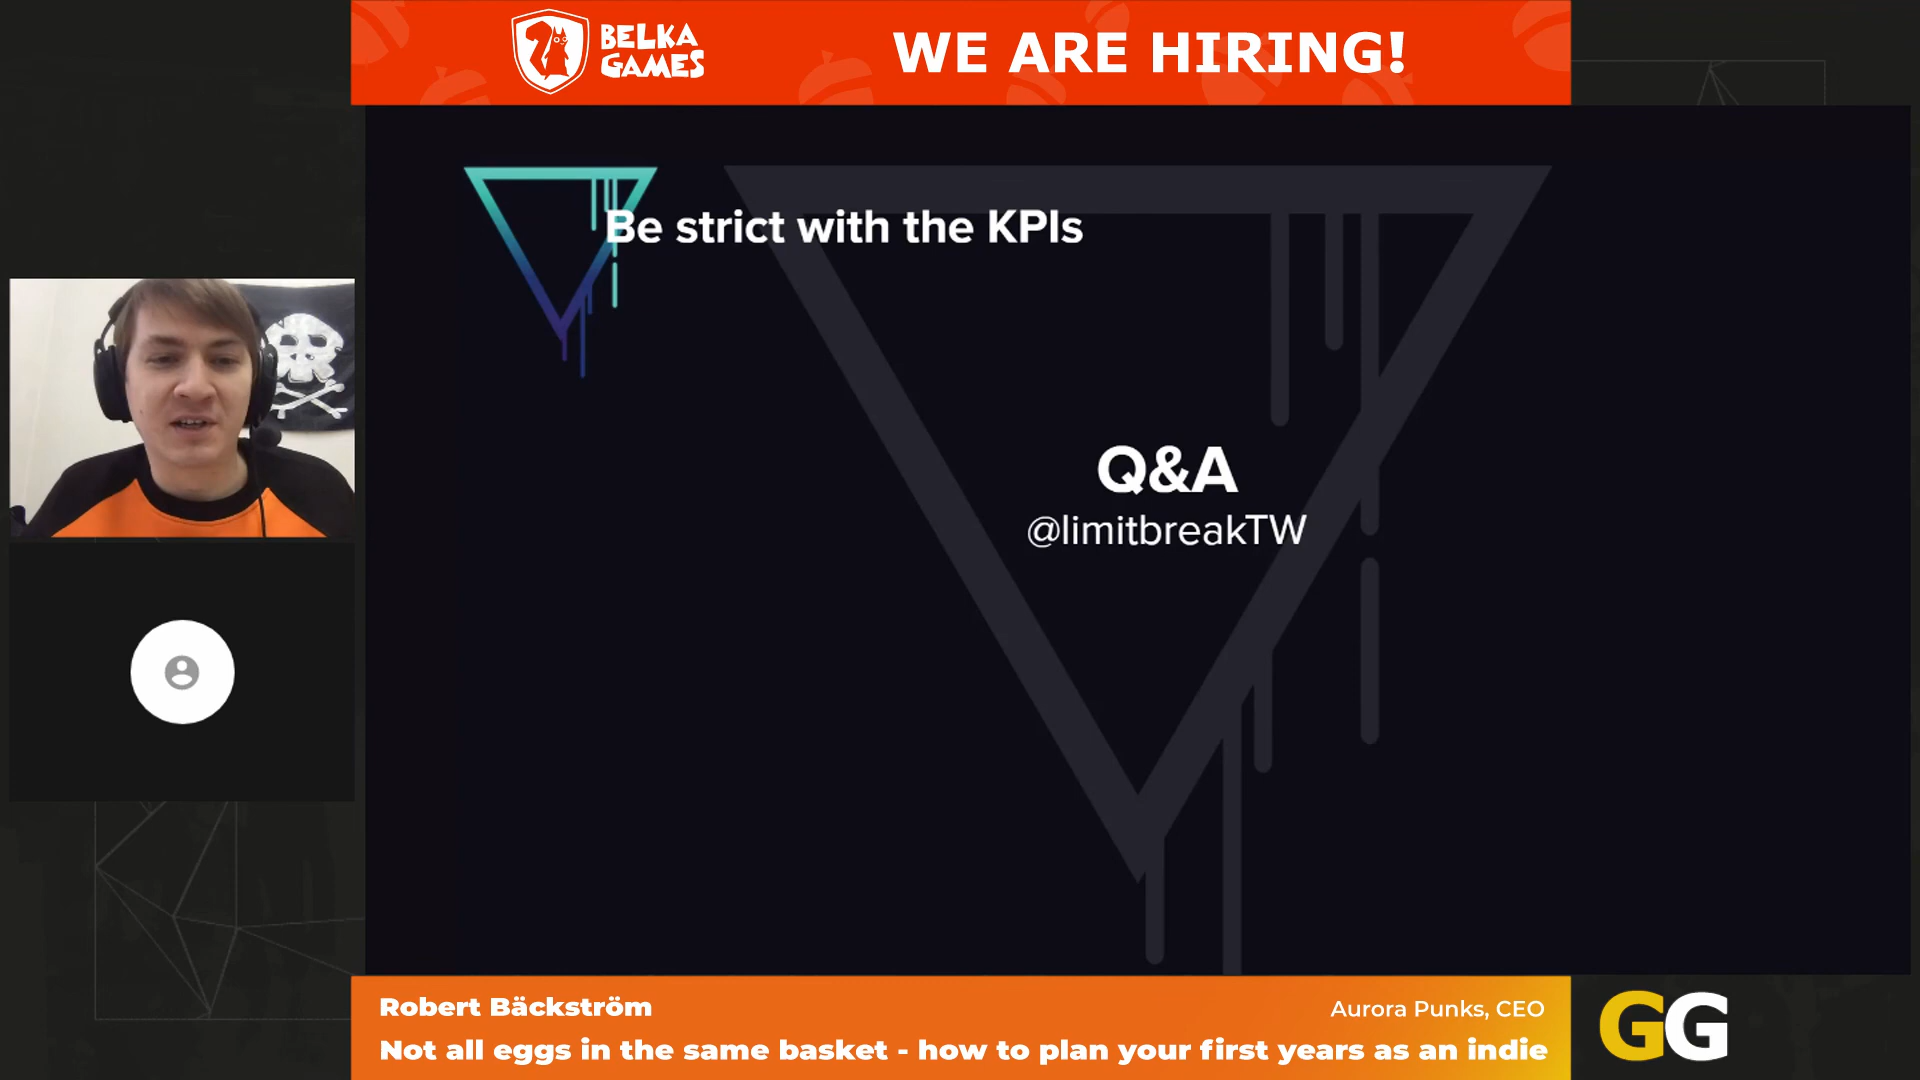 BELKA
GAMES
WE ARE HIRING!
Be strict with the KPIs
Q&A
@limitbreakTW
Robert Bäckström
Aurora Punks, CEO
Not all eggs in the same basket - how to plan your first years as an indie
GG